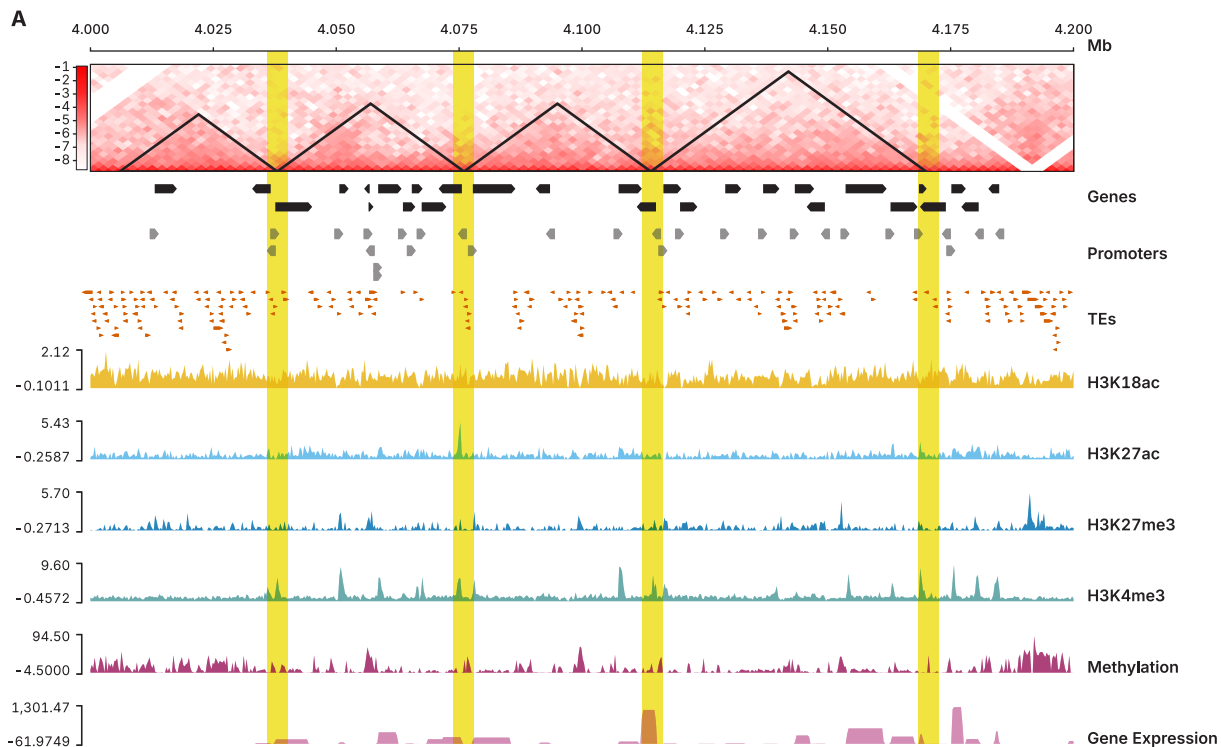 A
4.000 4.025 4.050 4.075 4.100 4.125 4.150 4.175 4.200
Mb
-1
-2
-3
-4
-5
-6
-7
-8
Genes
Promoters
TEs
2.12
-0.1011
H3K18ac
5.43
-0.2587
H3K27ac
5.70
-0.2713
H3K27me3
9.60
-0.4572
H3K4me3
94.50
-4.5000
Methylation
1,301.47
-61.9749
Gene Expression